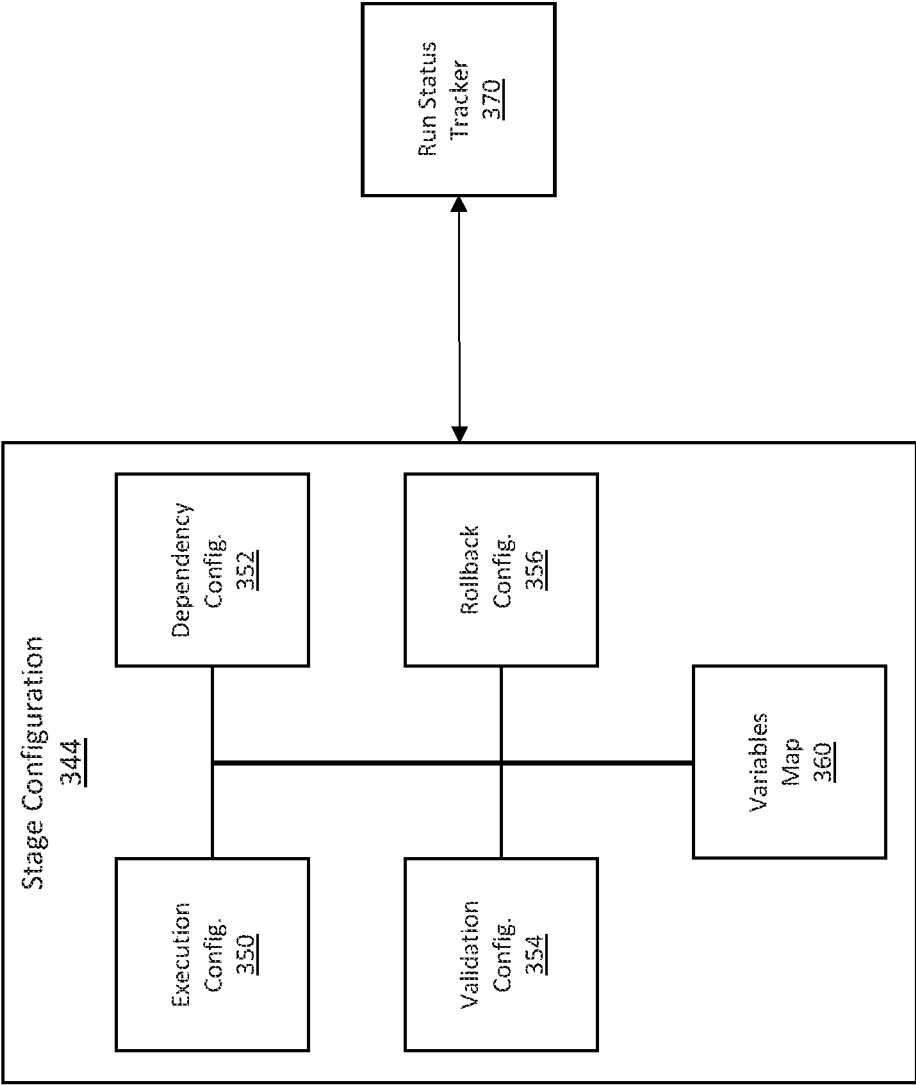 Stage Configuration
344
Execution
Config.
350
Dependency
Config.
352
Validation
Config.
354
Rollback
Config.
356
Variables
Map
360
Run Status
Tracker
370